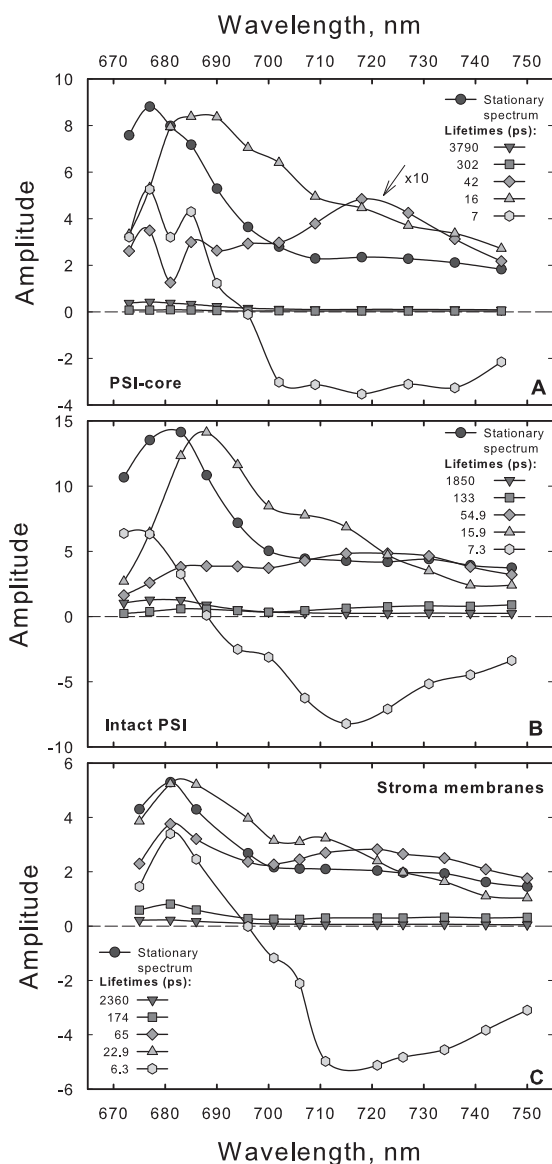 Wavelength, nm
670 680 690 700 710 720 730 740 750
Amplitude
10
8
6
4
2
0
-2
-4
Stationary
spectrum
Lifetimes (ps):
3790
302
42
16
7
x10
PSI-core
A
Amplitude
15
10
5
0
-5
-10
Stationary
spectrum
Lifetimes (ps):
1850
133
54.9
15.9
7.3
Intact PSI
B
Amplitude
6
4
2
0
-2
-4
-6
Stroma membranes
Stationary
spectrum
Lifetimes (ps):
2360
174
65
22.9
6.3
C
670 680 690 700 710 720 730 740 750
Wavelength, nm